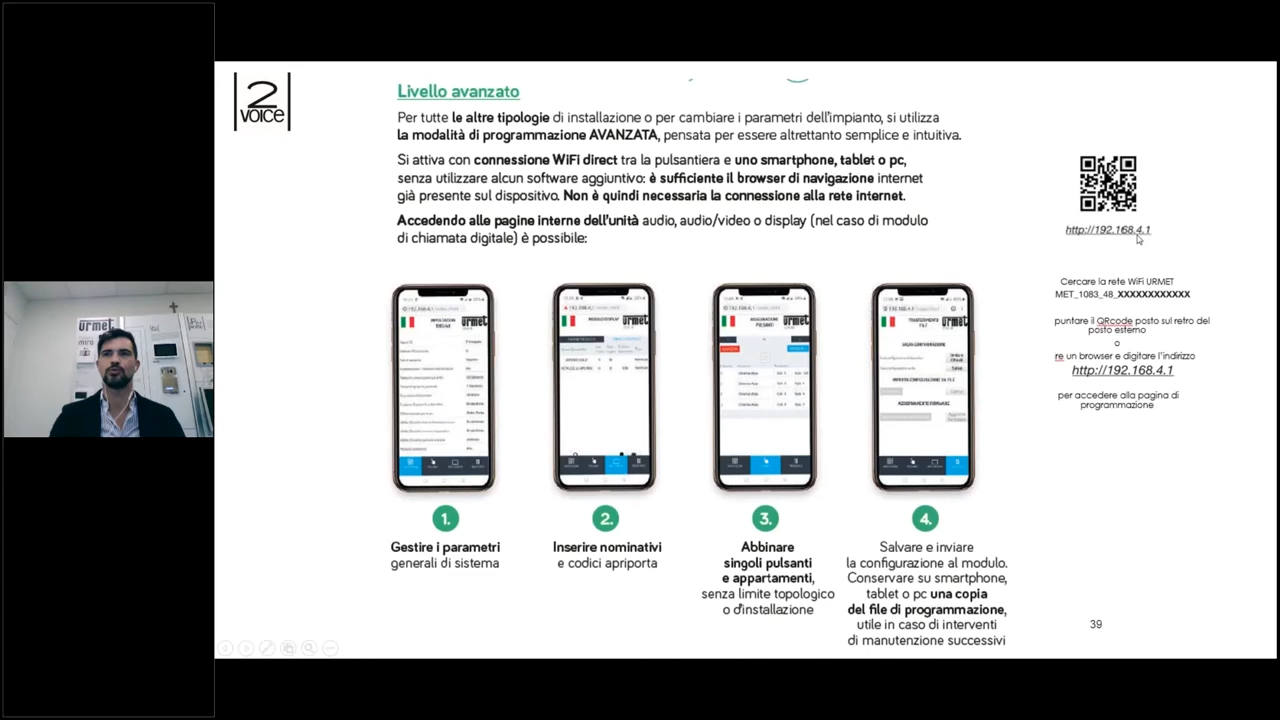 2
VOICE
Livello avanzato
Per tutte le altre tipologie di installazione o per cambiare i parametri dell'impianto, si utilizza
la modalità di programmazione AVANZATA, pensata per essere altrettanto semplice e intuitiva.
Si attiva con connessione WiFi direct tra la pulsantiera e uno smartphone, tablet o pc,
senza utilizzare alcun software aggiuntivo: è sufficiente il browser di navigazione internet
già presente sul dispositivo. Non è quindi necessaria la connessione alla rete internet.
Accedendo alle pagine interne dell'unità audio, audio/video o display (nel caso di modulo
di chiamata digitale) è possibile:
http://192.168.4.1
Cercare la rete WiFi URMET
MET_1083_48_XXXXXXXXXXXX
puntare il QRcode posto sul retro del
posto esterno
o
re un browser e digitare l'indirizzo
http://192.168.4.1
per accedere alla pagina di
programmazione
urmet
urmet
urmet
urmet
urmet
miro
1.
Gestire i parametri
generali di sistema
2.
Inserire nominativi
e codici apriporta
3.
Abbinare
singoli pulsanti
e appartamenti,
senza limite topologico
o d'installazione
4.
Salvare e inviare
la configurazione al modulo.
Conservare su smartphone,
tablet o pc una copia
del file di programmazione,
utile in caso di interventi
di manutenzione successivi
39